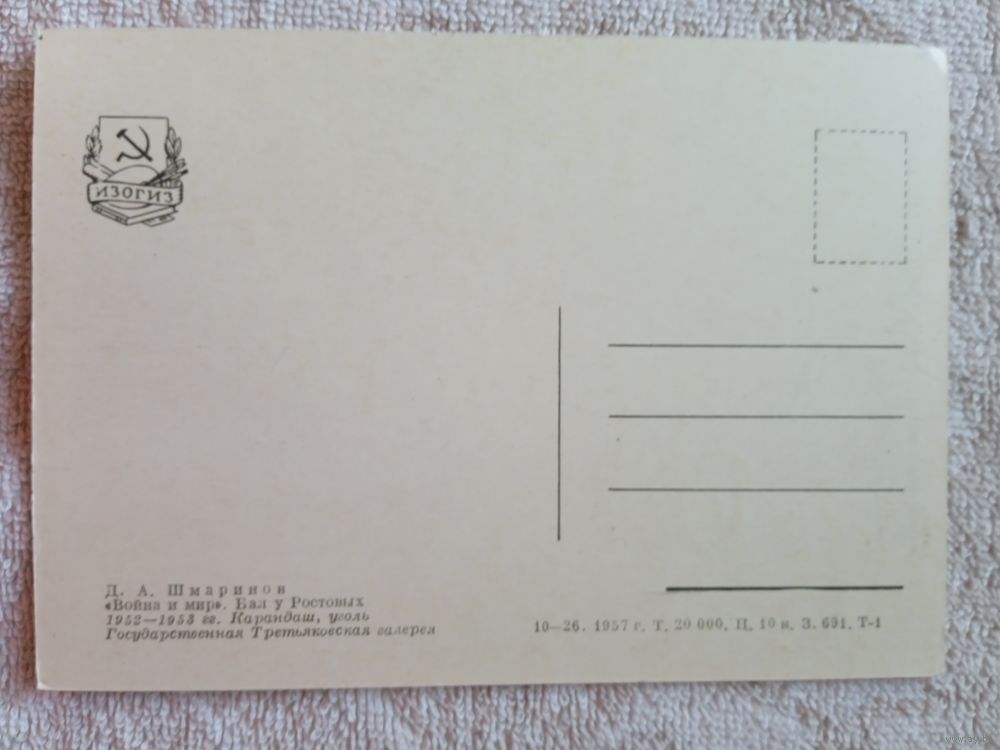 ИЗОГИЗ
Д. А. Шмаринов
«Война и мир». Бал у Ростовых
1952—1953 гг. Карандаш, уголь
Государственная Третьяковская галерея
10—26. 1957 г. Т. 20 000. Ц. 10 к. З. 691. Т-1